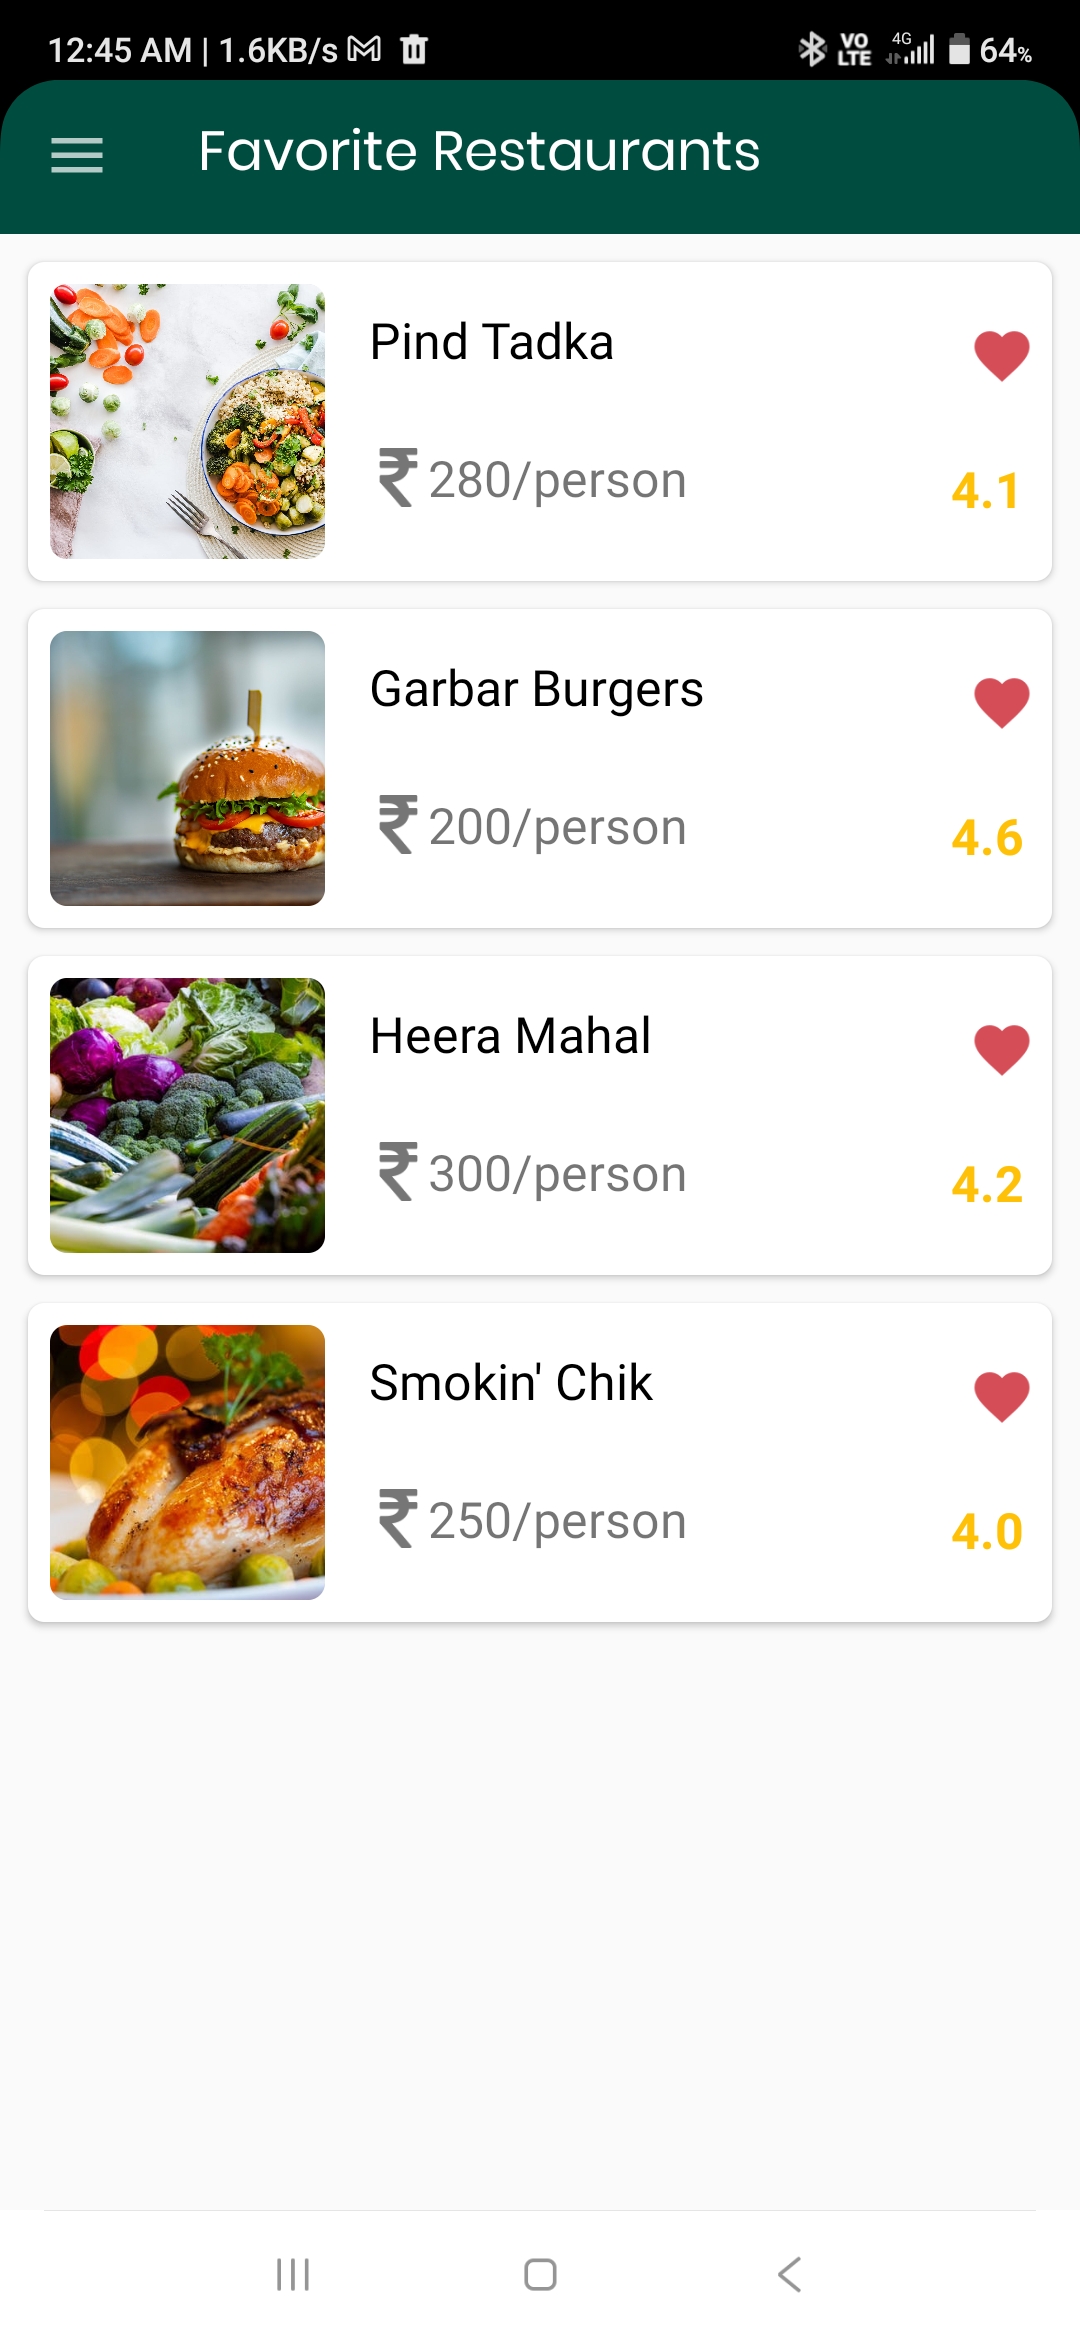 12:45 AM | 1.6KB/s VO LTE 4G 64%
Favorite Restaurants
Pind Tadka
₹ 280/person 4.1
Garbar Burgers
₹ 200/person 4.6
Heera Mahal
₹ 300/person 4.2
Smokin' Chik
₹ 250/person 4.0